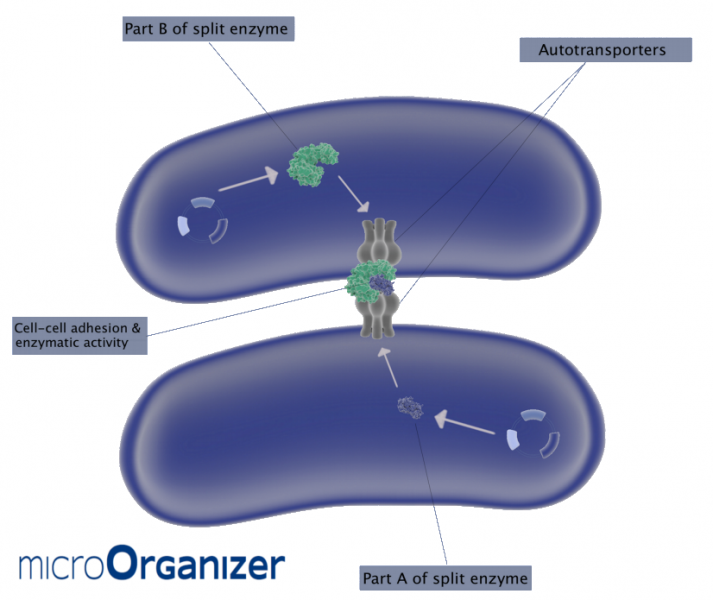 Part B of split enzyme
Autotransporters
Cell-cell adhesion &
enzymatic activity
Part A of split enzyme
microOrganizer